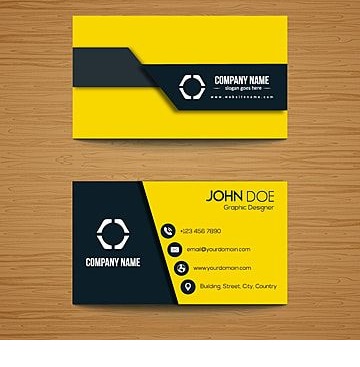 COMPANY NAME
slogan goes here
www.websitename.com
JOHN DOE
Graphic Designer
+123 456 7890
email@yourdomain.com
www.yourdomain.com
Building, Street, City, Country
COMPANY NAME